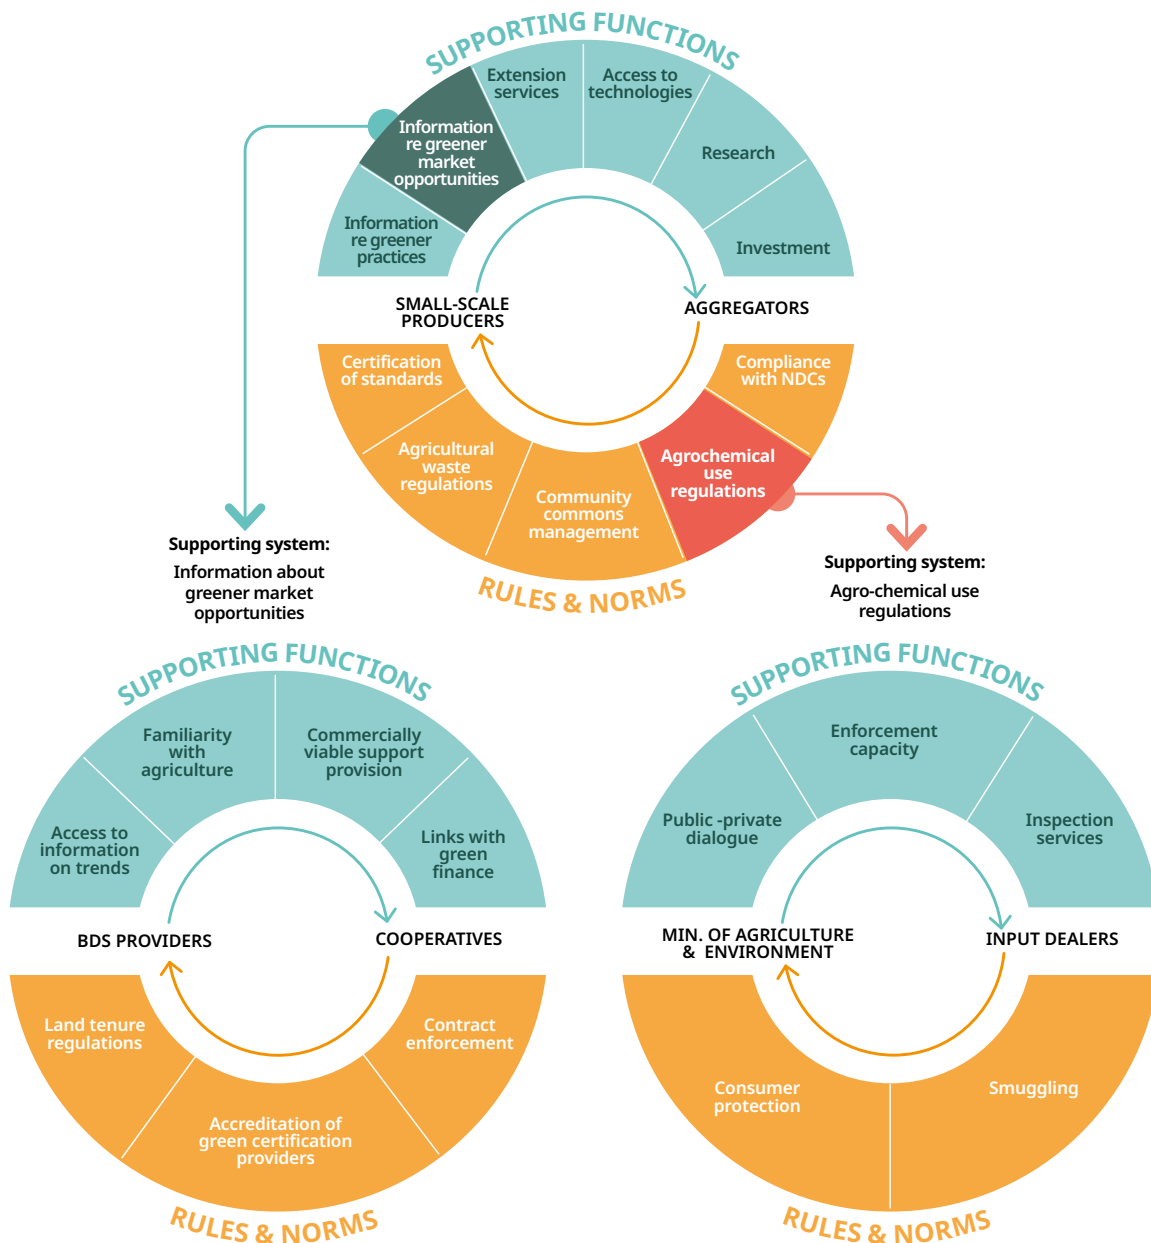 SUPPORTING FUNCTIONS
Extension
services
Access to
technologies
Information
re greener
market
opportunities
Research
Information
re greener
practices
Investment
SMALL-SCALE
PRODUCERS
AGGREGATORS
Certification
of standards
Compliance
with NDCs
Agricultural
waste
regulations
Agrochemical
use
regulations
Community
commons
management
RULES & NORMS
Supporting system:
Information about
greener market
opportunities
Supporting system:
Agro-chemical use
regulations
SUPPORTING FUNCTIONS
Familiarity
with
agriculture
Commercially
viable support
provision
Access to
information
on trends
Links with
green
finance
BDS PROVIDERS
COOPERATIVES
Land tenure
regulations
Contract
enforcement
Accreditation of
green certification
providers
RULES & NORMS
SUPPORTING FUNCTIONS
Enforcement
capacity
Public -private
dialogue
Inspection
services
MIN. OF AGRICULTURE
& ENVIRONMENT
INPUT DEALERS
Consumer
protection
Smuggling
RULES & NORMS